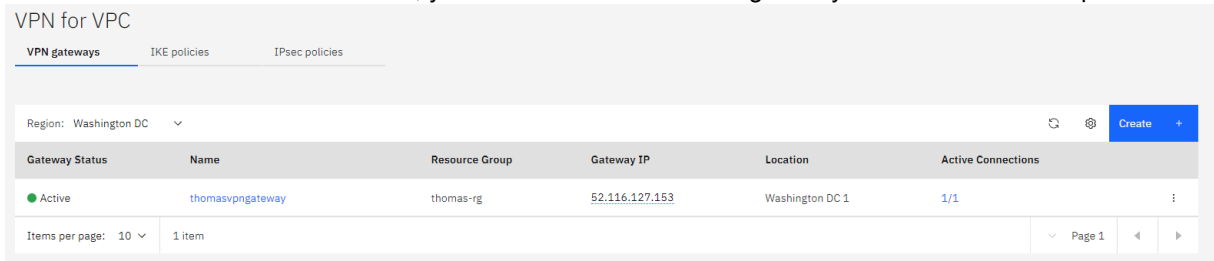 VPN for VPC
VPN gateways IKE policies IPsec policies
Region: Washington DC Create +
Gateway Status Name Resource Group Gateway IP Location Active Connections
Active thomasvpngateway thomas-rg 52.116.127.153 Washington DC 1 1/1
Items per page: 10 1 item Page 1